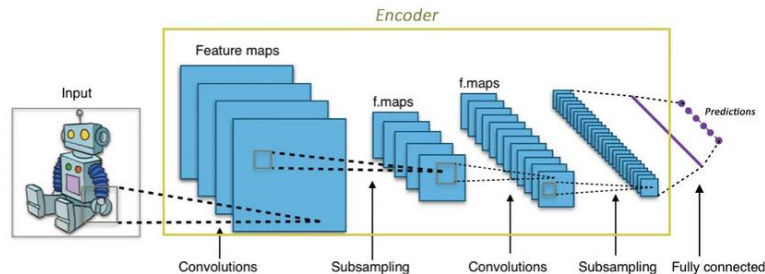 Encoder
Feature maps
Input
f.maps
f.maps
Predictions
Convolutions
Subsampling
Convolutions
Subsampling
Fully connected